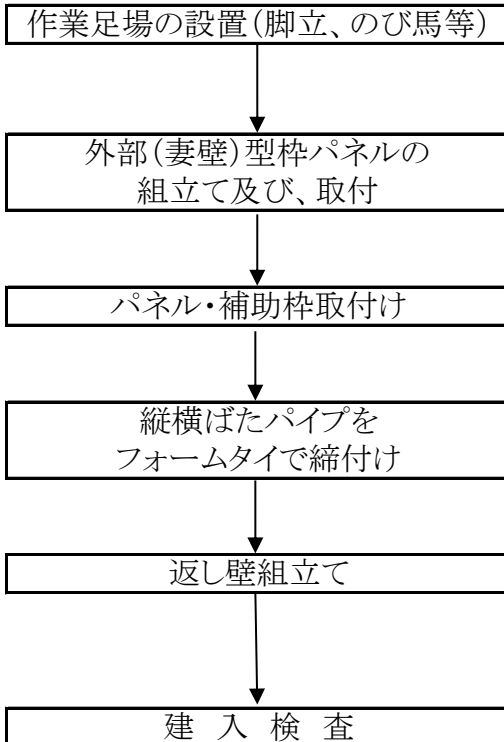 作業足場の設置(脚立、のび馬等)
外部(妻壁)型枠パネルの
組立て及び、取付
パネル・補助枠取付け
縦横ばたパイプを
フォームタイで締付け
返し壁組立て
建 入 検 査